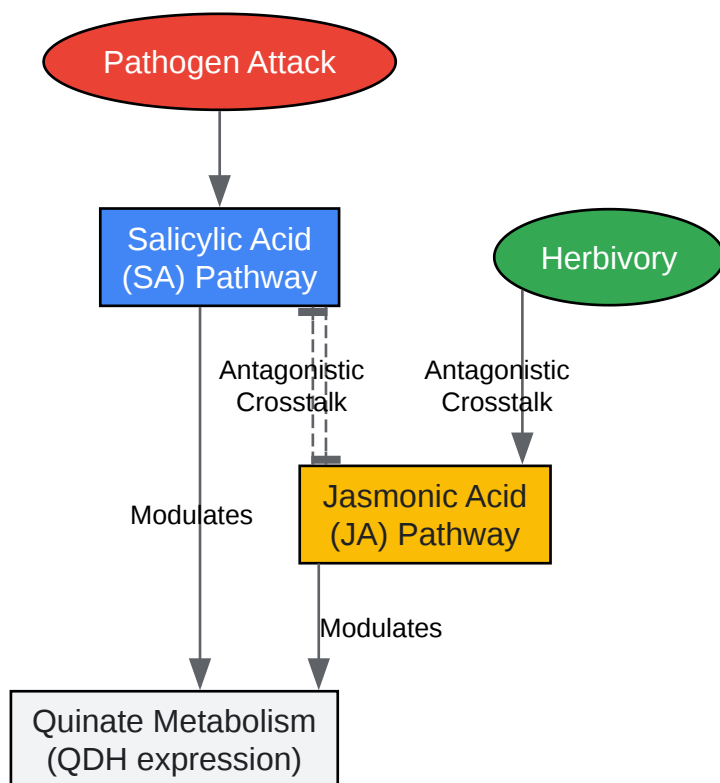 Pathogen Attack
Salicylic Acid
(SA) Pathway
Herbivory
Antagonistic
Crosstalk
Antagonistic
Crosstalk
Jasmonic Acid
(JA) Pathway
Modulates
Modulates
Quinate Metabolism
(QDH expression)